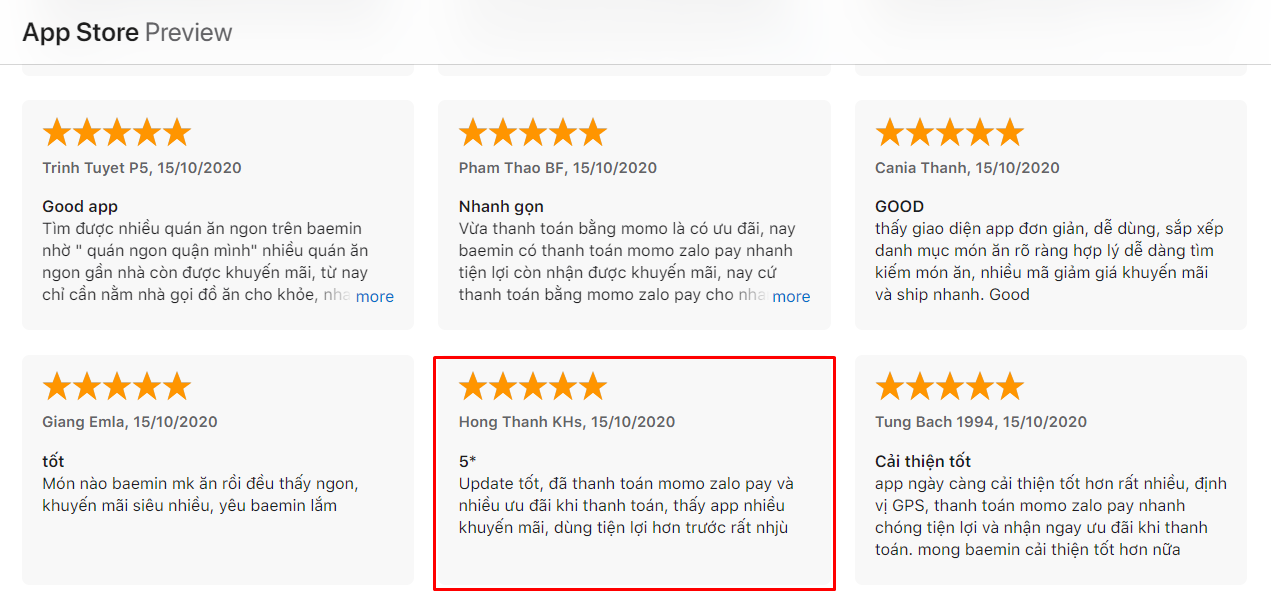 App Store Preview
Trinh Tuyet P5, 15/10/2020
Good app
Tìm được nhiều quán ăn ngon trên baemin
nhờ " quán ngon quận mình" nhiều quán ăn
ngon gần nhà còn được khuyến mãi, từ nay
chỉ cần nằm nhà gọi đồ ăn cho khỏe, nha more
Pham Thao BF, 15/10/2020
Nhanh gọn
Vừa thanh toán bằng momo là có ưu đãi, nay
baemin có thanh toán momo zalo pay nhanh
tiện lợi còn nhận được khuyến mãi, nay cứ
thanh toán bằng momo zalo pay cho nha more
Cania Thanh, 15/10/2020
GOOD
thấy giao diện app đơn giản, dễ dùng, sắp xếp
danh mục món ăn rõ ràng hợp lý dễ dàng tìm
kiếm món ăn, nhiều mã giảm giá khuyến mãi
và ship nhanh. Good
Giang Emla, 15/10/2020
tốt
Món nào baemin mk ăn rồi đều thấy ngon,
khuyến mãi siêu nhiều, yêu baemin lắm
Hong Thanh KHs, 15/10/2020
5*
Update tốt, đã thanh toán momo zalo pay và
nhiều ưu đãi khi thanh toán, thấy app nhiều
khuyến mãi, dùng tiện lợi hơn trước rất nhjù
Tung Bach 1994, 15/10/2020
Cải thiện tốt
app ngày càng cải thiện tốt hơn rất nhiều, định
vị GPS, thanh toán momo zalo pay nhanh
chóng tiện lợi và nhận ngay ưu đãi khi thanh
toán. mong baemin cải thiện tốt hơn nữa